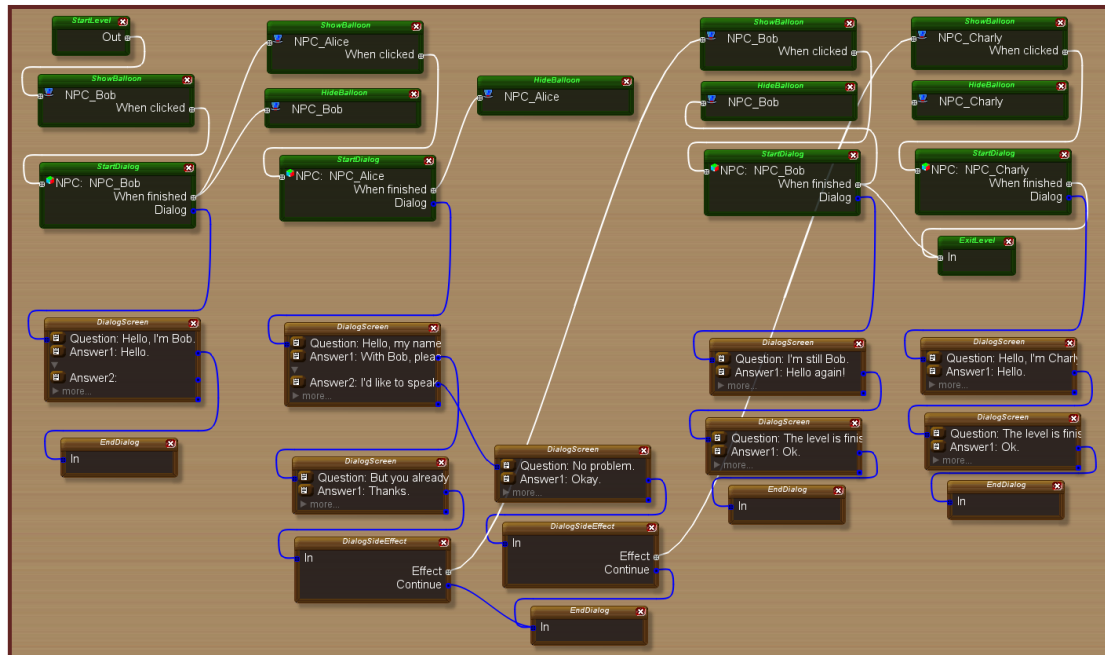 StartLevel
Out
ShowBalloon
NPC_Bob
When clicked
StartDialog
NPC: NPC_Bob
When finished
Dialog
DialogScreen
Question: Hello, I'm Bob.
Answer1: Hello.
Answer2:
more...
EndDialog
In
ShowBalloon
NPC_Alice
When clicked
HideBalloon
NPC_Bob
StartDialog
NPC: NPC_Alice
When finished
Dialog
HideBalloon
NPC_Alice
DialogScreen
Question: Hello, my name
Answer1: With Bob, pleas
Answer2: I'd like to speak
more...
DialogScreen
Question: But you already
Answer1: Thanks.
more...
DialogSideEffect
In
Effect
Continue
DialogScreen
Question: No problem.
Answer1: Okay.
more...
DialogSideEffect
In
Effect
Continue
EndDialog
In
ShowBalloon
NPC_Bob
When clicked
HideBalloon
NPC_Bob
StartDialog
NPC: NPC_Bob
When finished
Dialog
DialogScreen
Question: I'm still Bob.
Answer1: Hello again!
more...
DialogScreen
Question: The level is finis
Answer1: Ok.
more...
EndDialog
In
ShowBalloon
NPC_Charly
When clicked
HideBalloon
NPC_Charly
StartDialog
NPC: NPC_Charly
When finished
Dialog
ExitLevel
In
DialogScreen
Question: Hello, I'm Charl
Answer1: Hello.
more...
DialogScreen
Question: The level is finis
Answer1: Ok.
more...
EndDialog
In